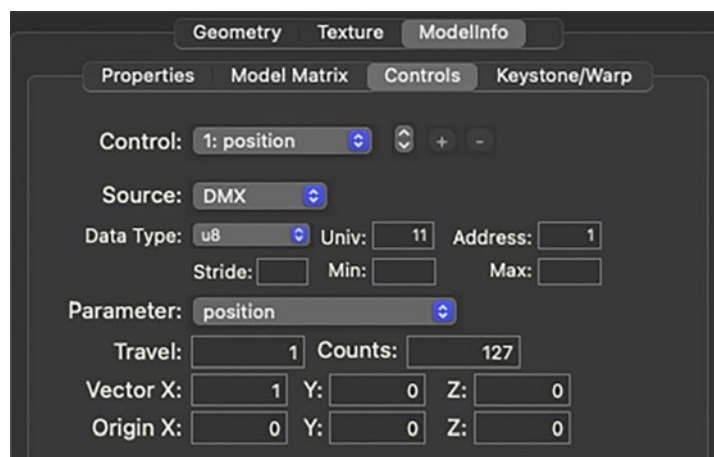 Geometry Texture ModelInfo
Properties Model Matrix Controls Keystone/Warp
Control: 1: position + -
Source: DMX
Data Type: u8 Univ: 11 Address: 1
Stride: Min: Max:
Parameter: position
Travel: 1 Counts: 127
Vector X: 1 Y: 0 Z: 0
Origin X: 0 Y: 0 Z: 0